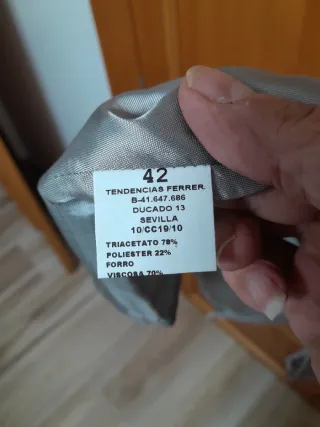 42
TENDENCIAS FERRER.
B-41.647.686
DUCADO 13
SEVILLA
10/CC19/10
TRIACETATO 78%
POLIESTER 22%
FORRO
VISCOSA 70%